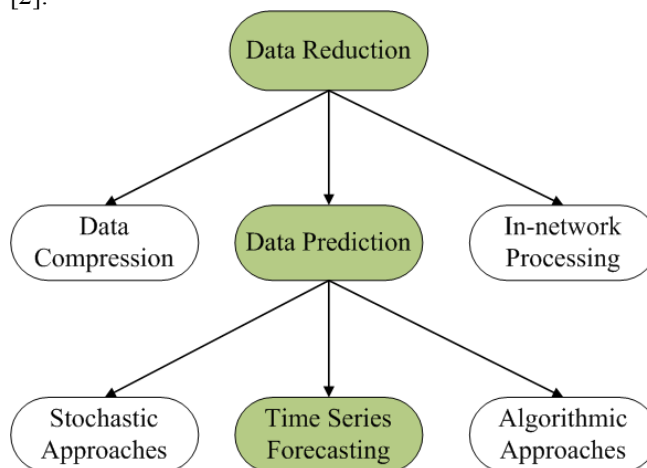 [2].
Data Reduction
Data
Compression
Data Prediction
In-network
Processing
Stochastic
Approaches
Time Series
Forecasting
Algorithmic
Approaches